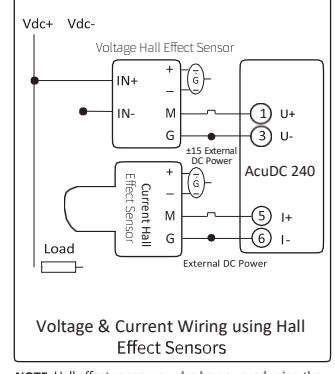 Vdc+ Vdc-
Voltage Hall Effect Sensor
IN+
IN-
+
G
−
M
G
1 U+
3 U-
±15 External
DC Power
AcuDC 240
Current Hall
Effect Sensor
+
G
−
M
G
5 I+
6 I-
Load
External DC Power
Voltage & Current Wiring using Hall
Effect Sensors